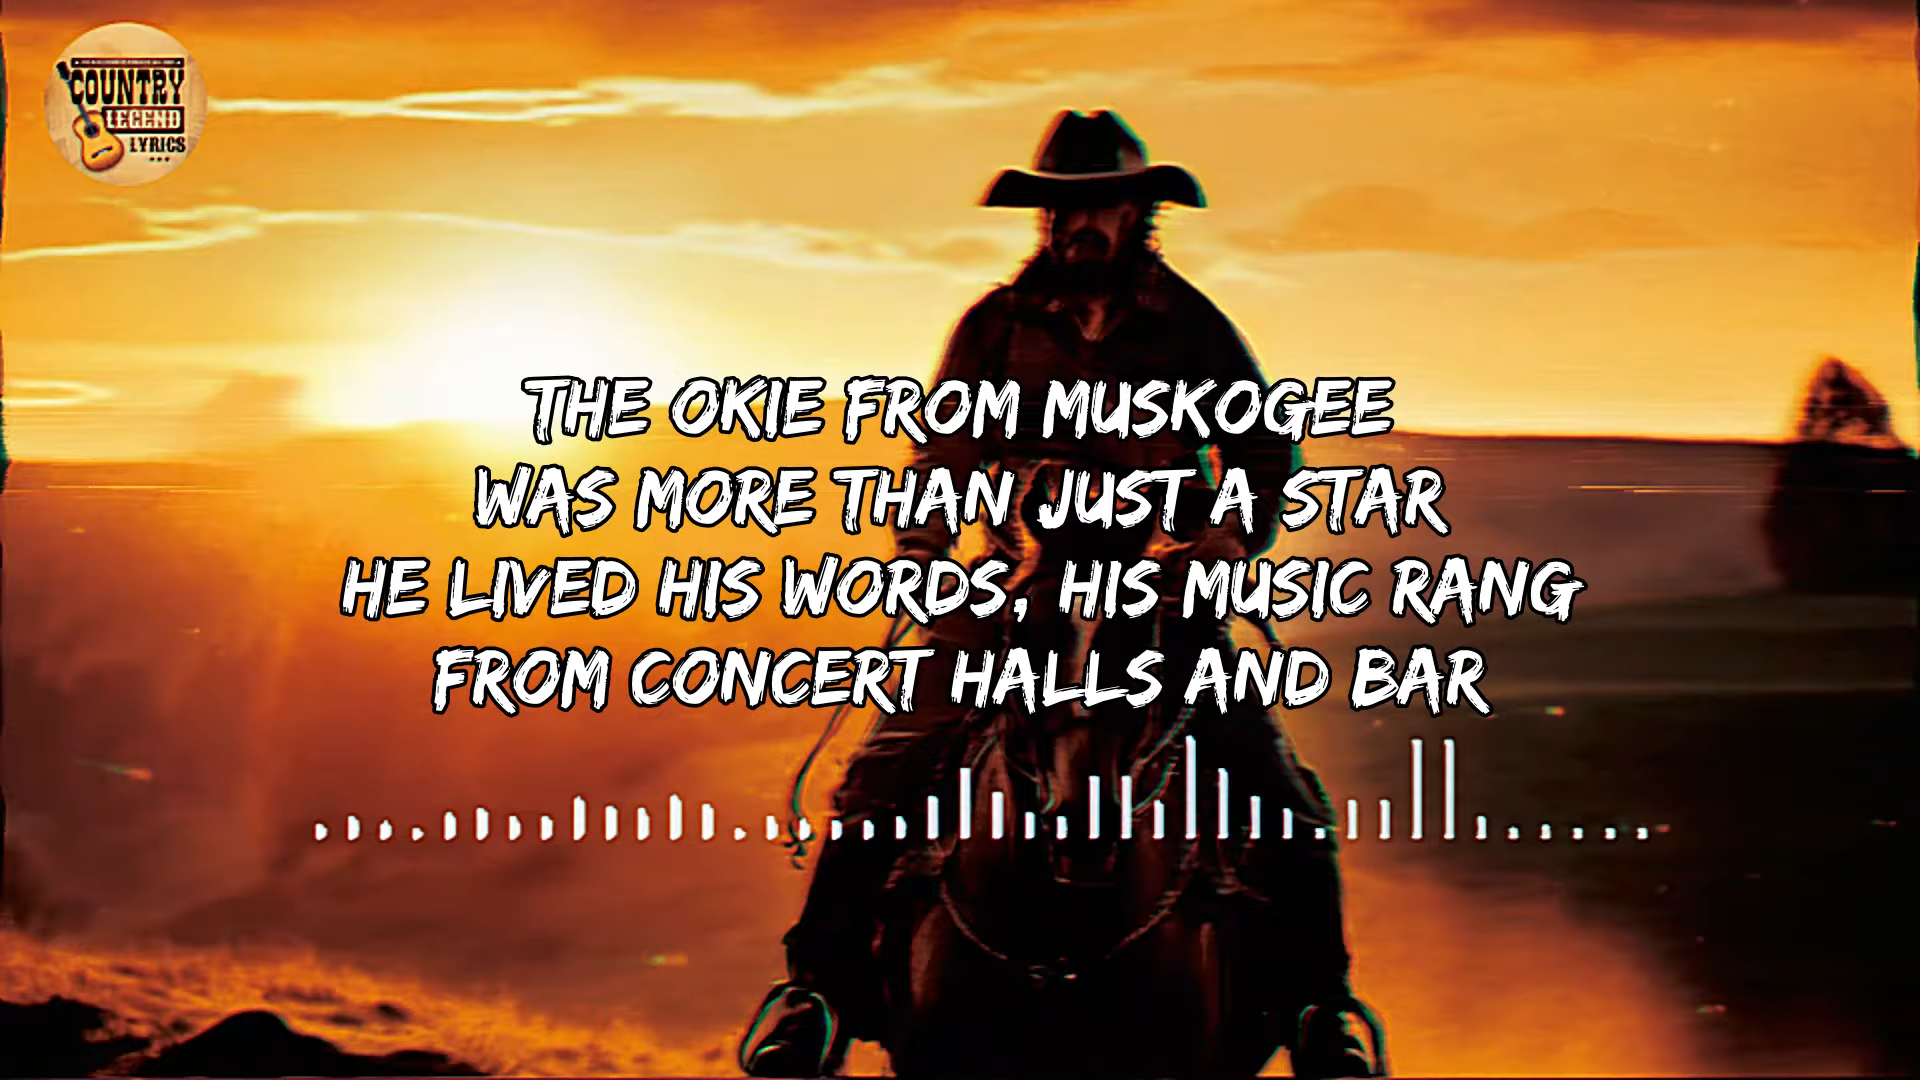 COUNTRY
LEGEND
LYRICS
THE OKIE FROM MUSKOGEE
WAS MORE THAN JUST A STAR
HE LIVED HIS WORDS, HIS MUSIC RANG
FROM CONCERT HALLS AND BAR